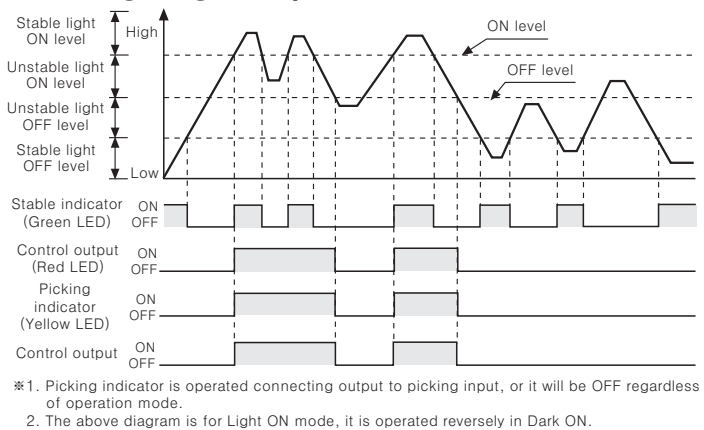 Stable light
ON level
High
ON level
Unstable light
ON level
OFF level
Unstable light
OFF level
Stable light
OFF level
Low
Stable indicator
(Green LED)
ON
OFF
Control output
(Red LED)
ON
OFF
Picking
indicator
(Yellow LED)
ON
OFF
Control output
ON
OFF
※1. Picking indicator is operated connecting output to picking input, or it will be OFF regardless
of operation mode.
2. The above diagram is for Light ON mode, it is operated reversely in Dark ON.